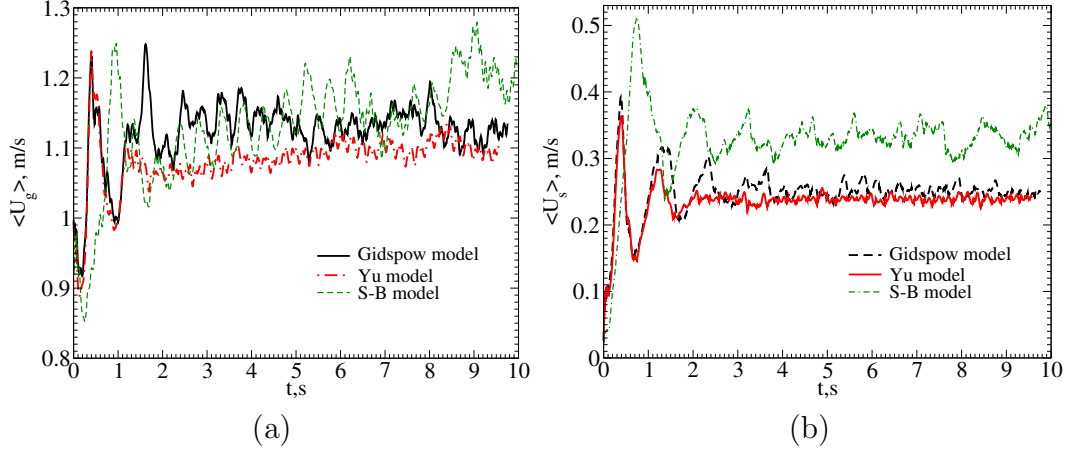 1.3
1.2
1.1
1
0.9
0.8
<U_g>, m/s
0 1 2 3 4 5 6 7 8 9 10
t,s
Gidspow model
Yu model
S-B model
(a)
0.5
0.4
0.3
0.2
0.1
0
<U_s>, m/s
0 1 2 3 4 5 6 7 8 9 10
t,s
Gidspow model
Yu model
S-B model
(b)